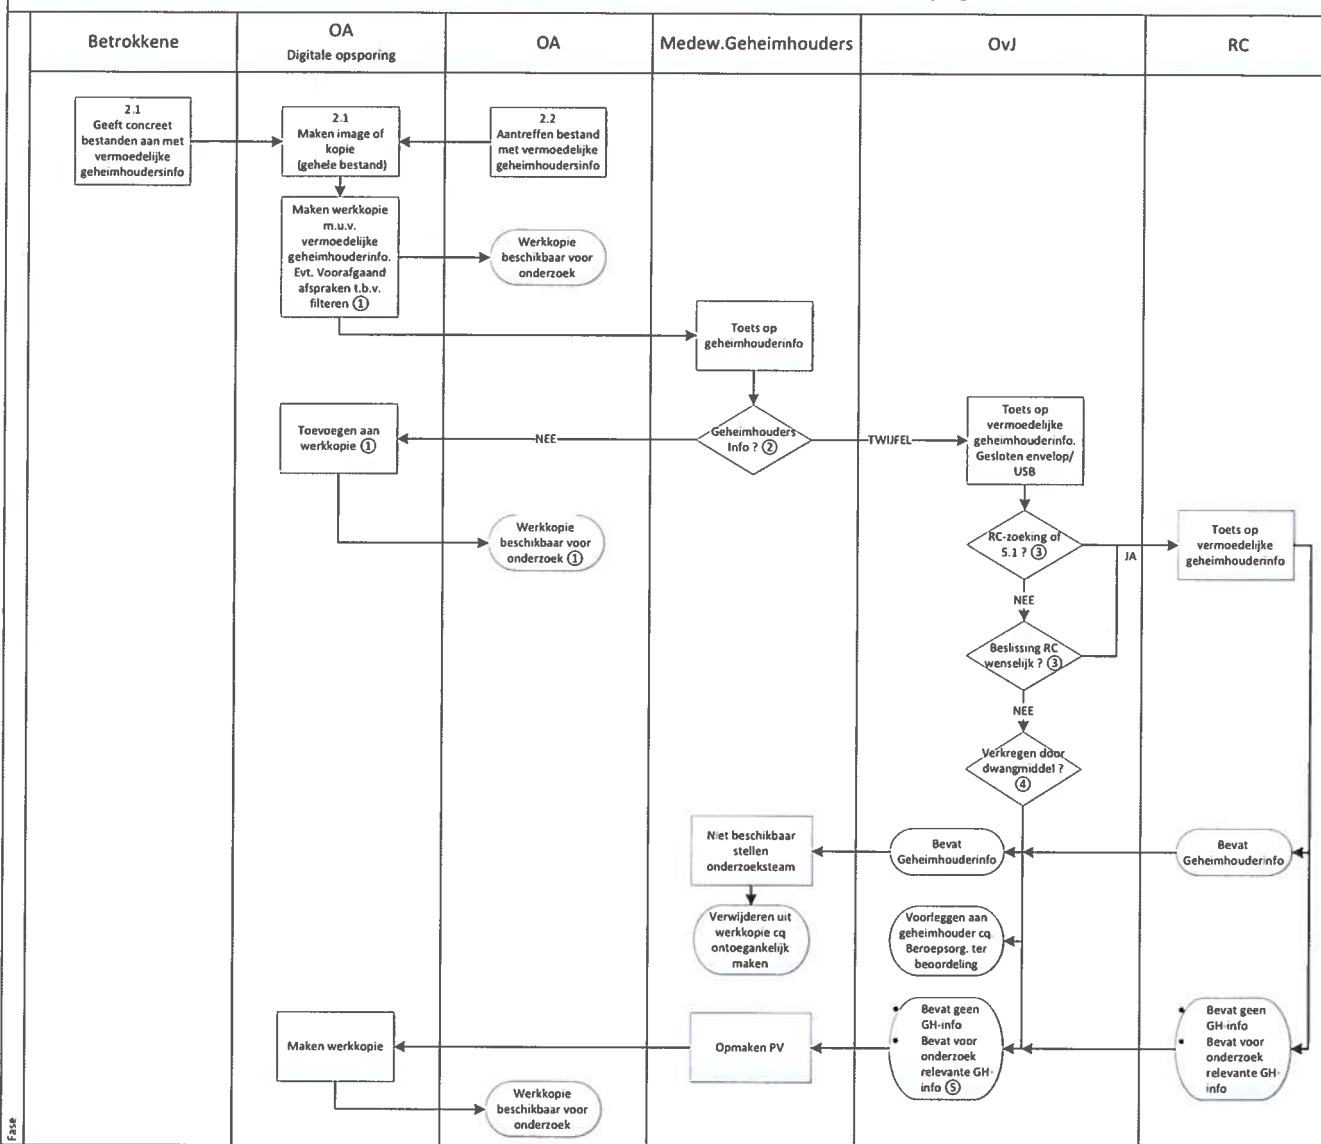 Betrokkene
OA
Digitale opsporing
OA
Medew.Geheimhouders
OvJ
RC
2.1
Geeft concreet
bestanden aan met
vermoedelijke
geheimhoudersinfo
2.1
Maken image of
kopie
(gehele bestand)
2.2
Aantreffen bestand
met vermoedelijke
geheimhoudersinfo
Maken werkkopie
m.u.v.
vermoedelijke
geheimhouderinfo.
Evt. Voorafgaand
afspraken t.b.v.
filteren ①
Werkkopie
beschikbaar voor
onderzoek
Toets op
geheimhouderinfo
Toevoegen aan
werkkopie ①
NEE
Geheimhouders
Info ? ②
TWIJFEL
Toets op
vermoedelijke
geheimhouderinfo.
Gesloten envelop/
USB
Werkkopie
beschikbaar voor
onderzoek ①
RC-zoeking of
5.1 ? ③
JA
Toets op
vermoedelijke
geheimhouderinfo
NEE
Beslissing RC
wenselijk ? ③
NEE
Verkregen door
dwangmiddel ?
④
Niet beschikbaar
stellen
onderzoeksteam
Bevat
Geheimhouderinfo
Bevat
Geheimhouderinfo
Verwijderen uit
werkkopie cq
ontoegankelijk
maken
Voorleggen aan
geheimhouder cq
Beroepsorg. ter
beoordeling
Maken werkkopie
Opmaken PV
• Bevat geen
GH-info
• Bevat voor
onderzoek
relevante GH-
info ⑤
• Bevat geen
GH-info
• Bevat voor
onderzoek
relevante GH-
info
Werkkopie
beschikbaar voor
onderzoek
Fase